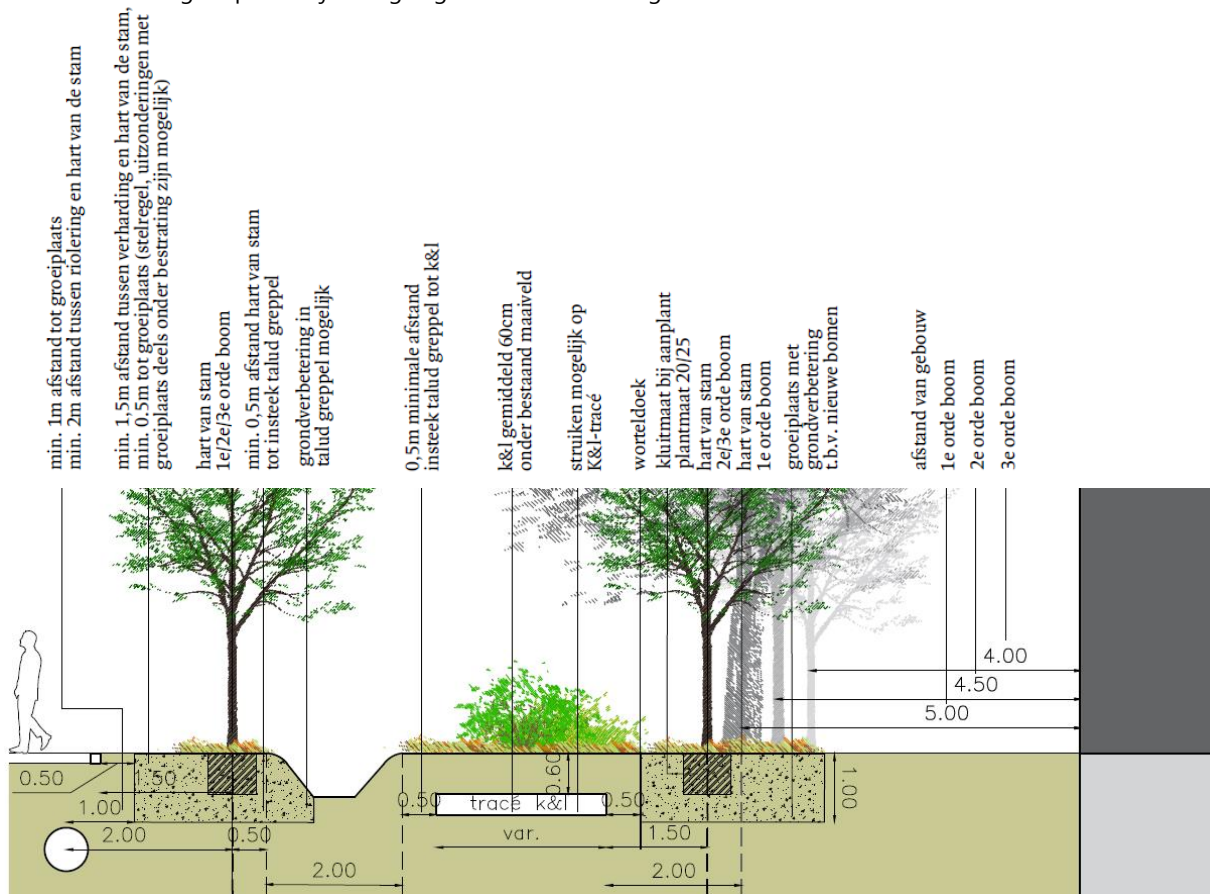 min. 1m afstand tot groeiplaats
min. 2m afstand tussen riolering en hart van de stam
min. 1,5m afstand tussen verharding en hart van de stam,
min. 0.5m tot groeiplaats (stelregel, uitzonderingen met
groeiplaats deels onder bestrating zijn mogelijk)
hart van stam
1e/2e/3e orde boom
min. 0,5m afstand hart van stam
tot insteek talud greppel
grondverbetering in
talud greppel mogelijk
0,5m minimale afstand
insteek talud greppel tot k&l
k&l gemiddeld 60cm
onder bestaand maaiveld
struiken mogelijk op
K&l-tracé
worteldoek
kluitmaat bij aanplant
plantmaat 20/25
hart van stam
2e/3e orde boom
hart van stam
1e orde boom
groeiplaats met
grondverbetering
t.b.v. nieuwe bomen
afstand van gebouw
1e orde boom
2e orde boom
3e orde boom
4.00
4.50
5.00
0.50
1.50
1.00
2.00
0.50
2.00
0.50
0.60
tracé k&l
0.50
var.
1.50
2.00
1.00